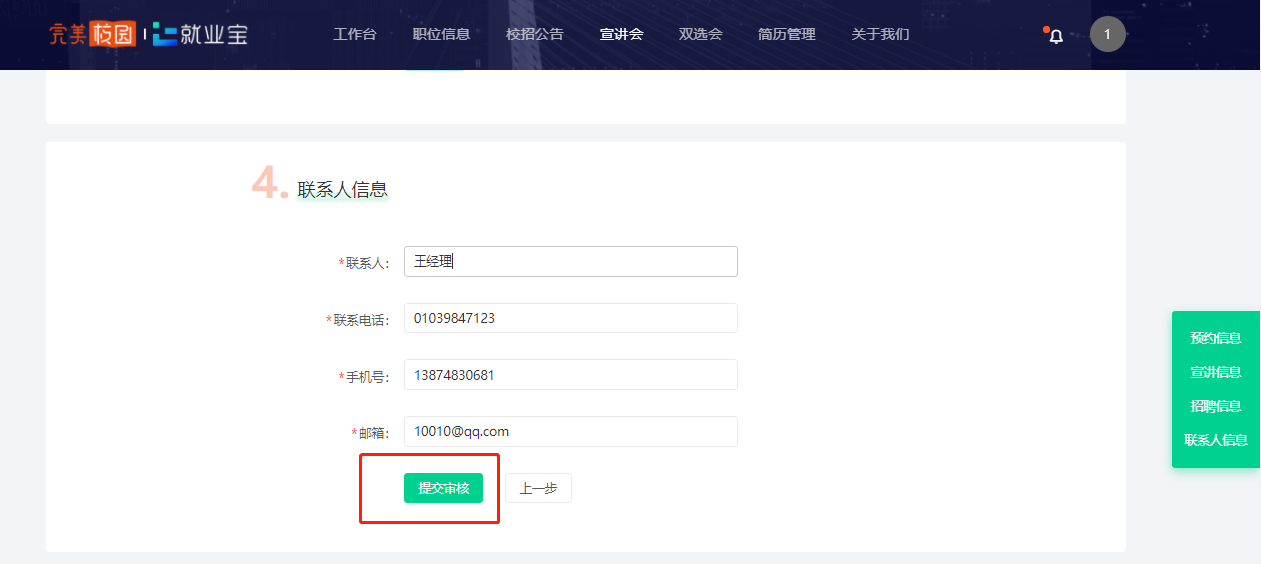 完美校园 | 就业宝
工作台 职位信息 校招公告 宣讲会 双选会 简历管理 关于我们
1
4. 联系人信息
*联系人： 王经理
*联系电话： 01039847123
*手机号： 13874830681
*邮箱： 10010@qq.com
提交审核 上一步
预约信息
宣讲信息
招聘信息
联系人信息